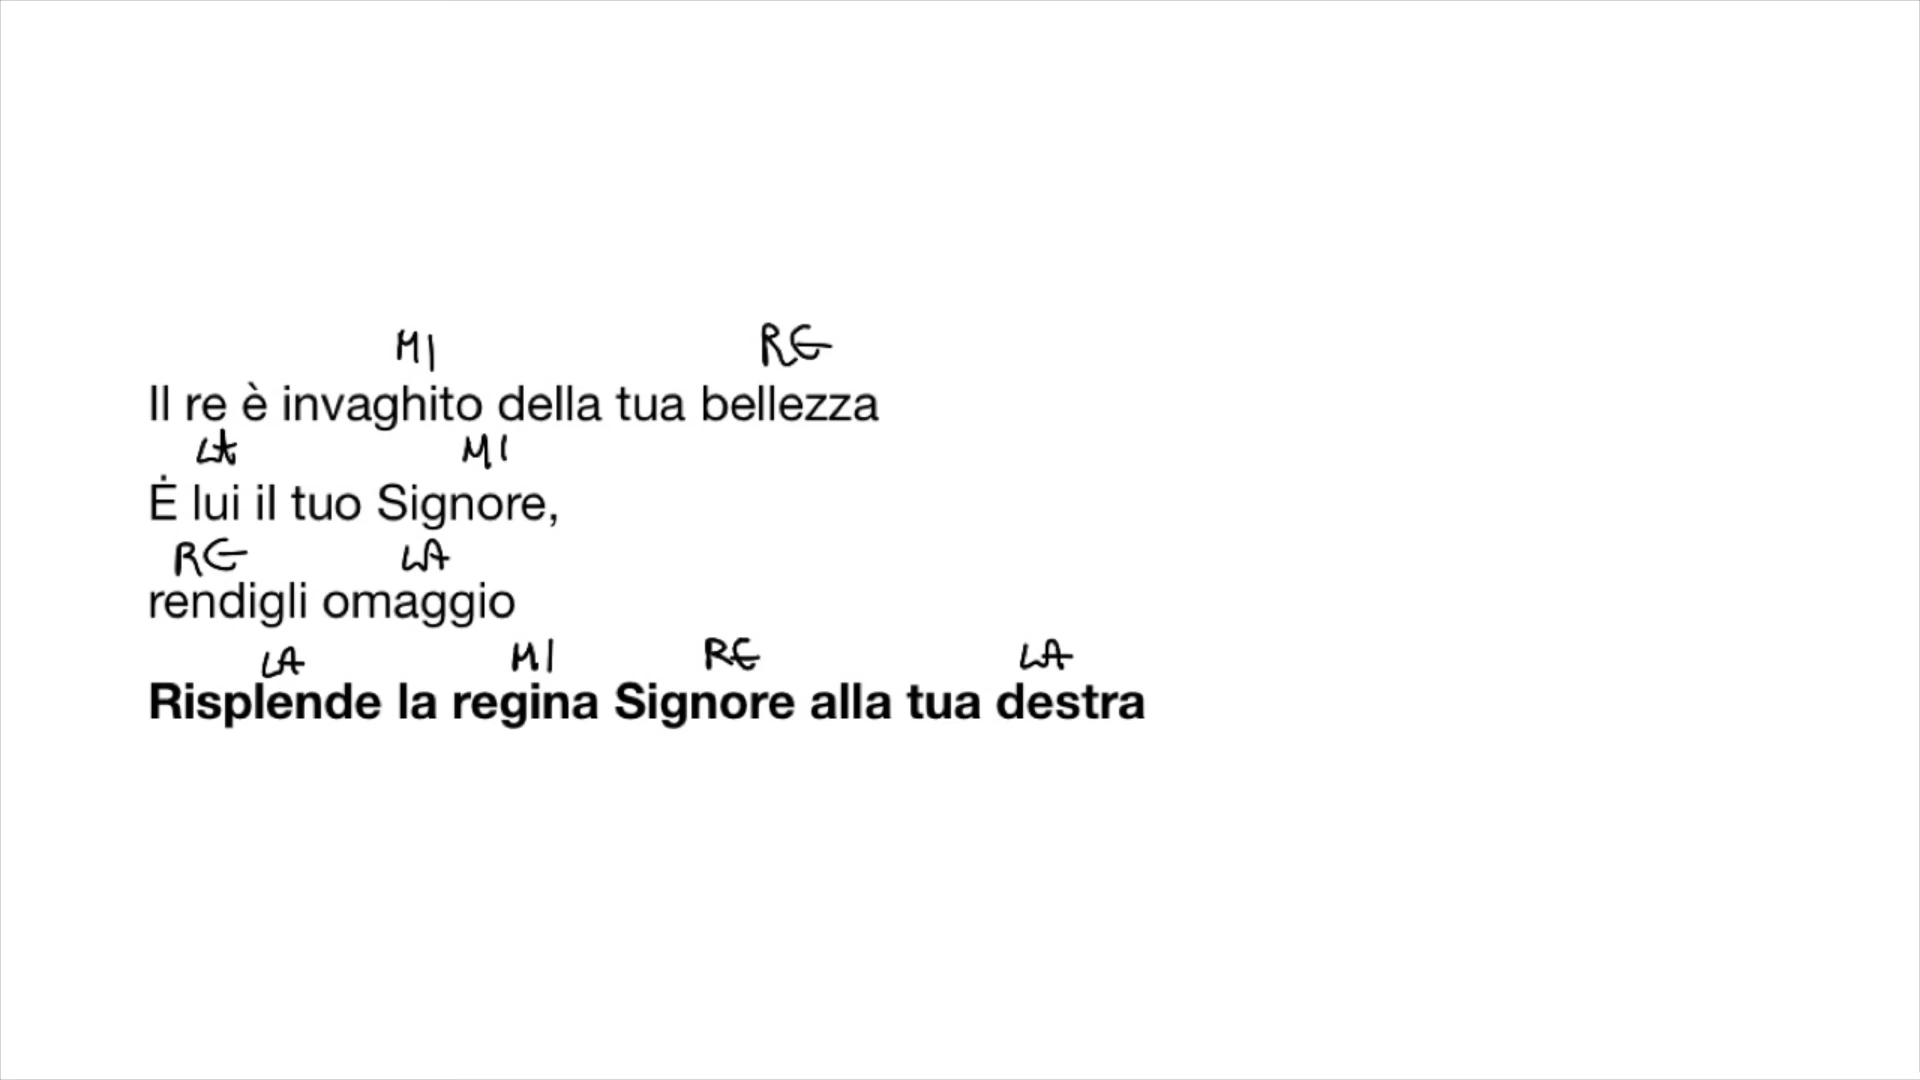 MI RE
Il re è invaghito della tua bellezza
LA MI
Ė lui il tuo Signore,
RE LA
rendigli omaggio
LA MI RE LA
Risplende la regina Signore alla tua destra